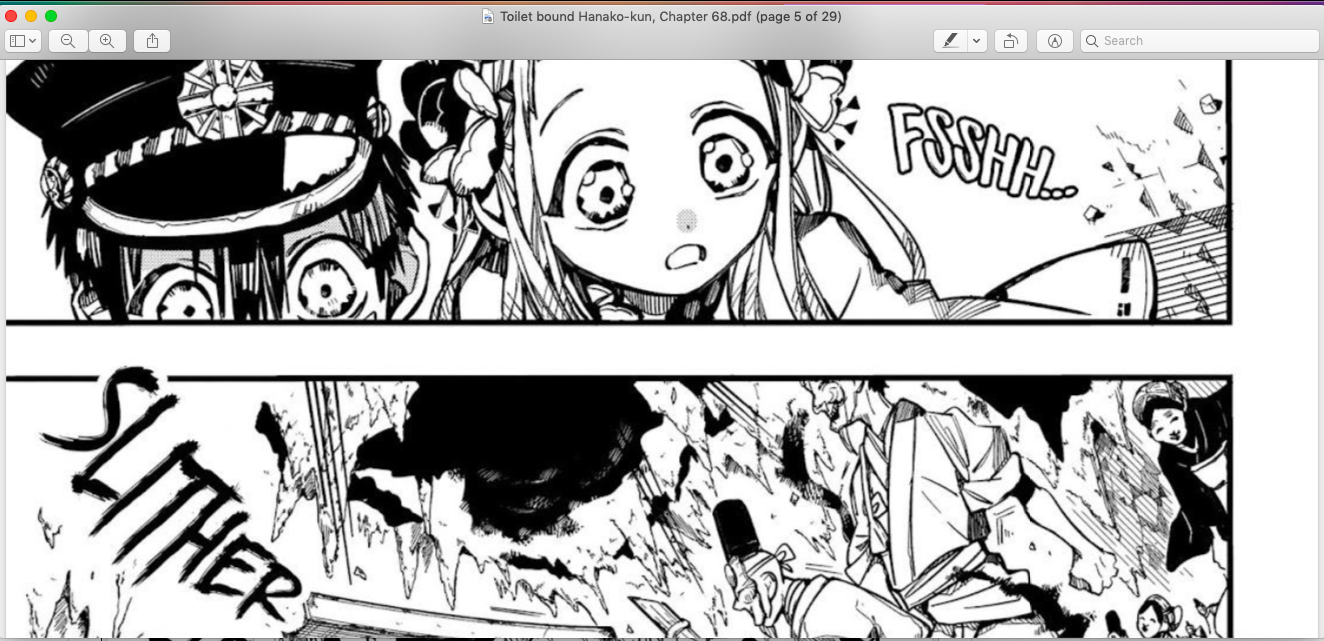 Toilet bound Hanako-kun, Chapter 68.pdf (page 5 of 29)
Search
FSSHH...
SLITHER